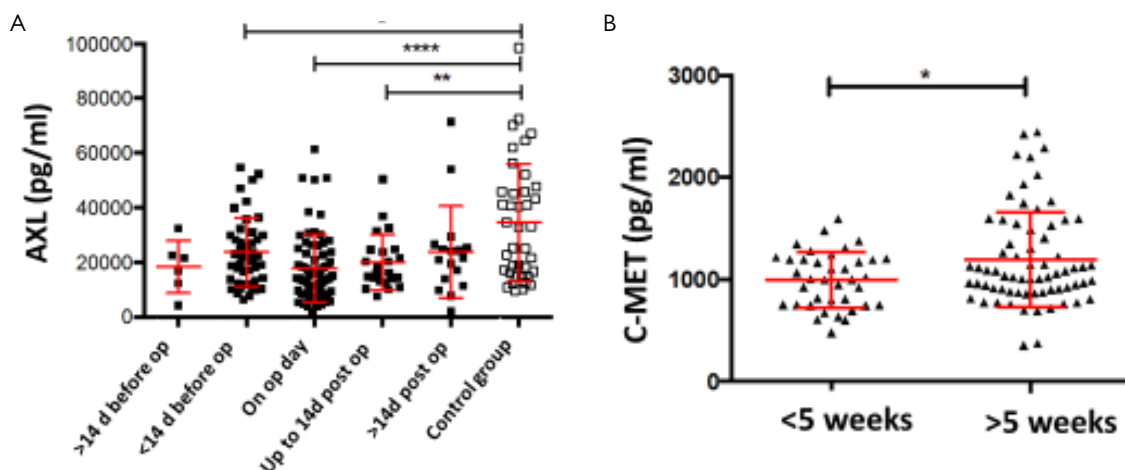 A
B
****
**
*
AXL (pg/ml)
100000
80000
60000
40000
20000
0
>14 d before op
<14 d before op
On op day
Up to 14d post op
>14d post op
Control group
C-MET (pg/ml)
3000
2000
1000
0
<5 weeks
>5 weeks